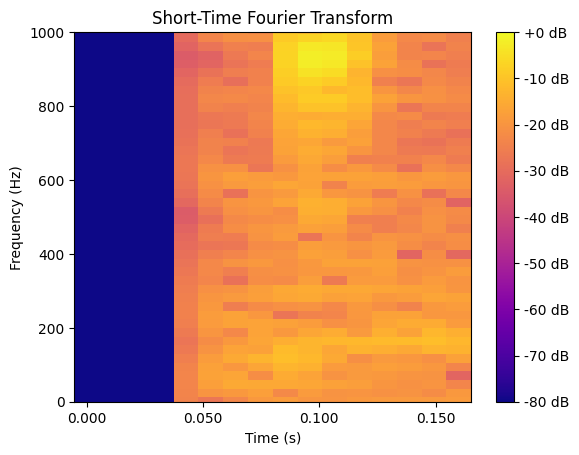 Short-Time Fourier Transform
1000
800
600
400
200
0
Frequency (Hz)
0.000
0.050
0.100
0.150
Time (s)
+0 dB
-10 dB
-20 dB
-30 dB
-40 dB
-50 dB
-60 dB
-70 dB
-80 dB